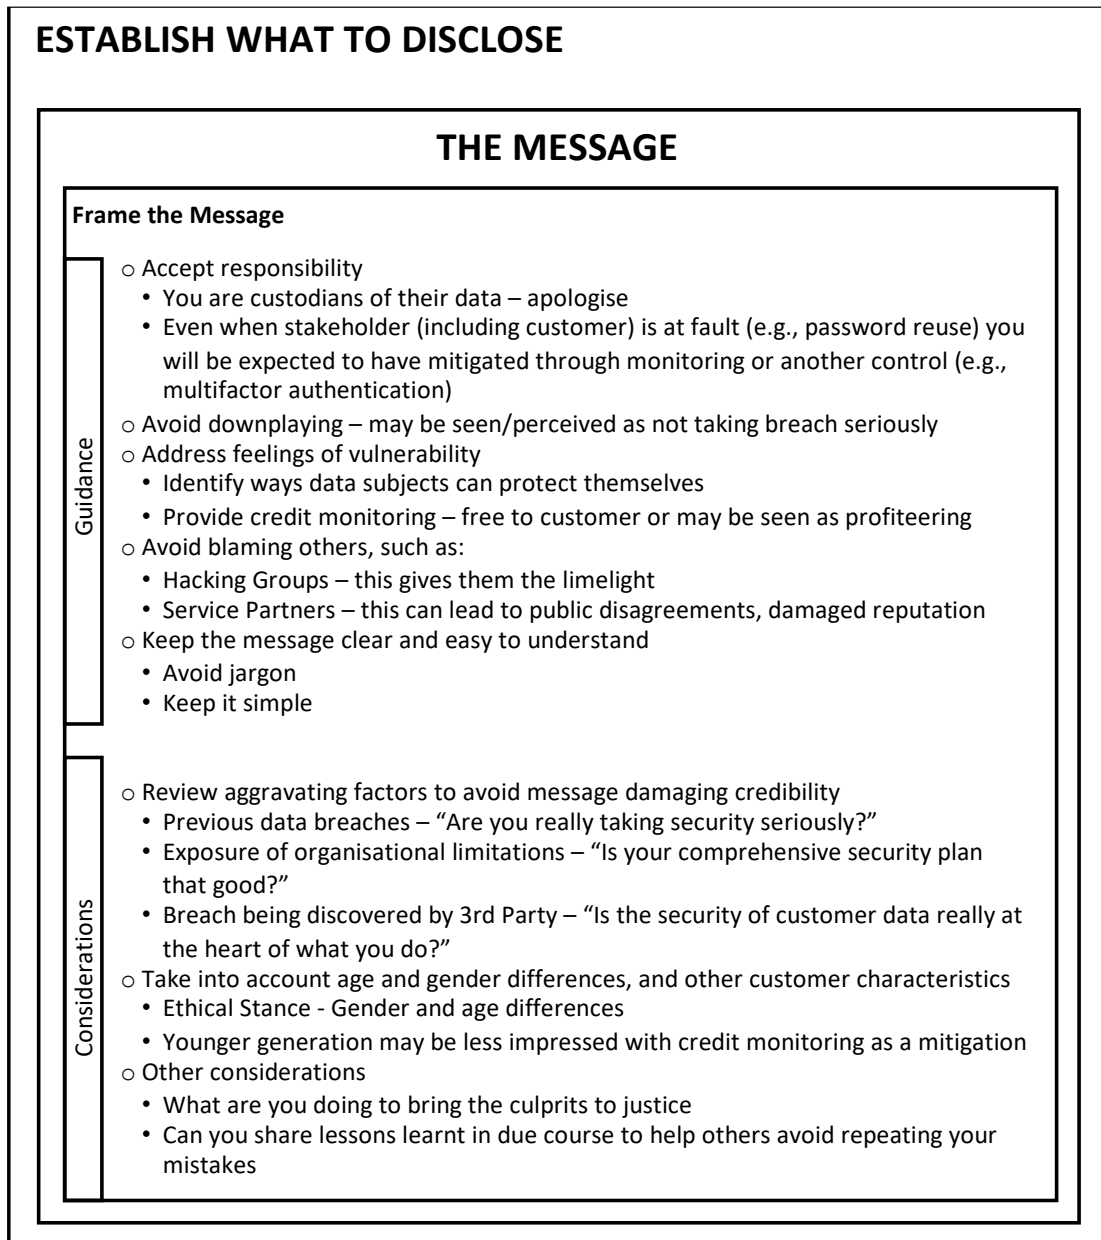 ESTABLISH WHAT TO DISCLOSE
THE MESSAGE
Frame the Message
Guidance
○ Accept responsibility
• You are custodians of their data – apologise
• Even when stakeholder (including customer) is at fault (e.g., password reuse) you
will be expected to have mitigated through monitoring or another control (e.g.,
multifactor authentication)
○ Avoid downplaying – may be seen/perceived as not taking breach seriously
○ Address feelings of vulnerability
• Identify ways data subjects can protect themselves
• Provide credit monitoring – free to customer or may be seen as profiteering
○ Avoid blaming others, such as:
• Hacking Groups – this gives them the limelight
• Service Partners – this can lead to public disagreements, damaged reputation
○ Keep the message clear and easy to understand
• Avoid jargon
• Keep it simple
Considerations
○ Review aggravating factors to avoid message damaging credibility
• Previous data breaches – “Are you really taking security seriously?”
• Exposure of organisational limitations – “Is your comprehensive security plan
that good?”
• Breach being discovered by 3rd Party – “Is the security of customer data really at
the heart of what you do?”
○ Take into account age and gender differences, and other customer characteristics
• Ethical Stance - Gender and age differences
• Younger generation may be less impressed with credit monitoring as a mitigation
○ Other considerations
• What are you doing to bring the culprits to justice
• Can you share lessons learnt in due course to help others avoid repeating your
mistakes